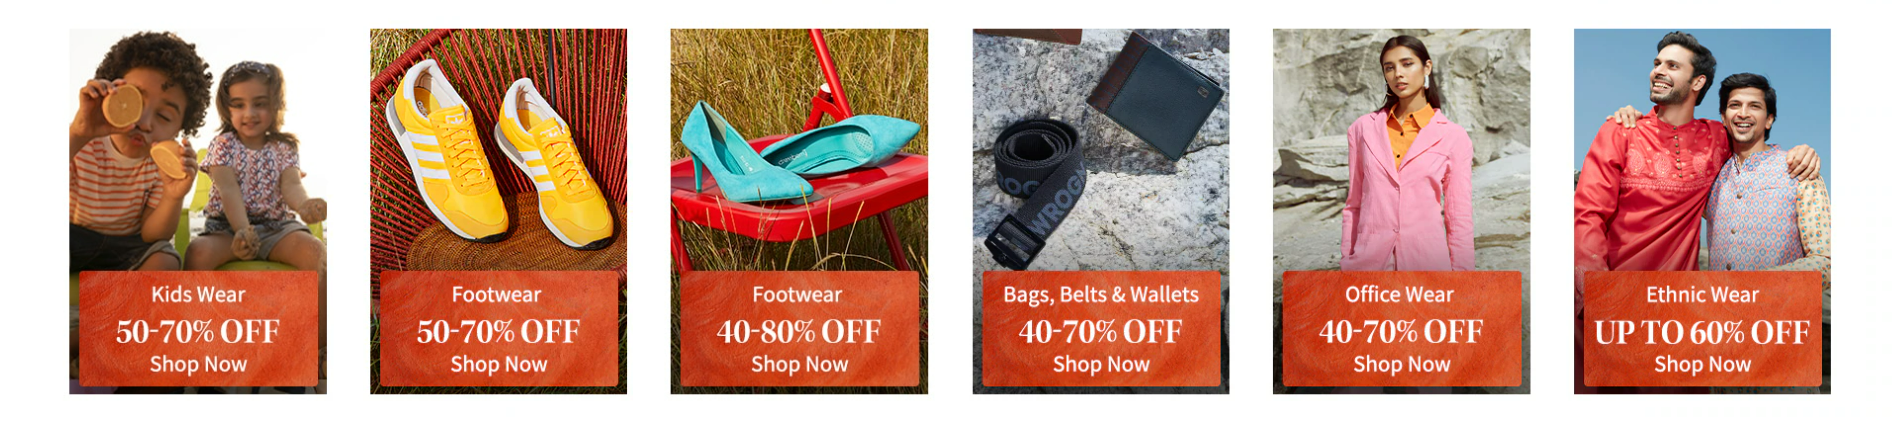 Kids Wear
50-70% OFF
Shop Now
Footwear
50-70% OFF
Shop Now
Footwear
40-80% OFF
Shop Now
WROGN
Bags, Belts & Wallets
40-70% OFF
Shop Now
Office Wear
40-70% OFF
Shop Now
Ethnic Wear
UP TO 60% OFF
Shop Now